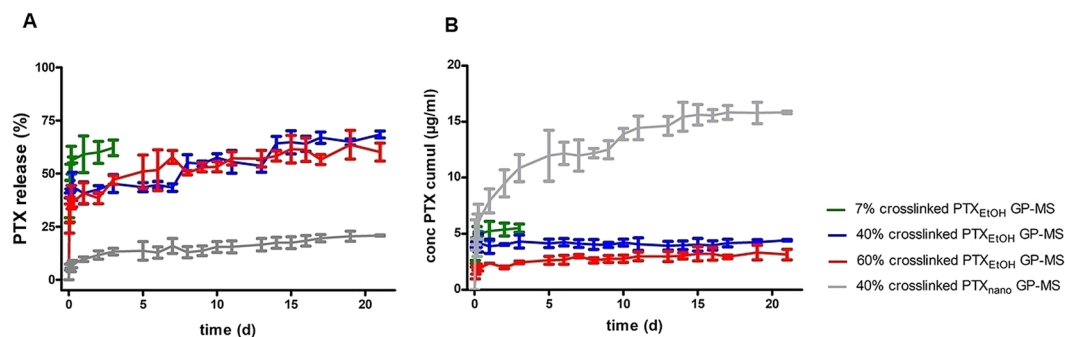 A
PTX release (%)
100
75
50
25
0
0 5 10 15 20
time (d)
B
conc PTX cumul (µg/ml)
20
15
10
5
0
0 5 10 15 20
time (d)
7% crosslinked PTXEtOH GP-MS
40% crosslinked PTXEtOH GP-MS
60% crosslinked PTXEtOH GP-MS
40% crosslinked PTXnano GP-MS